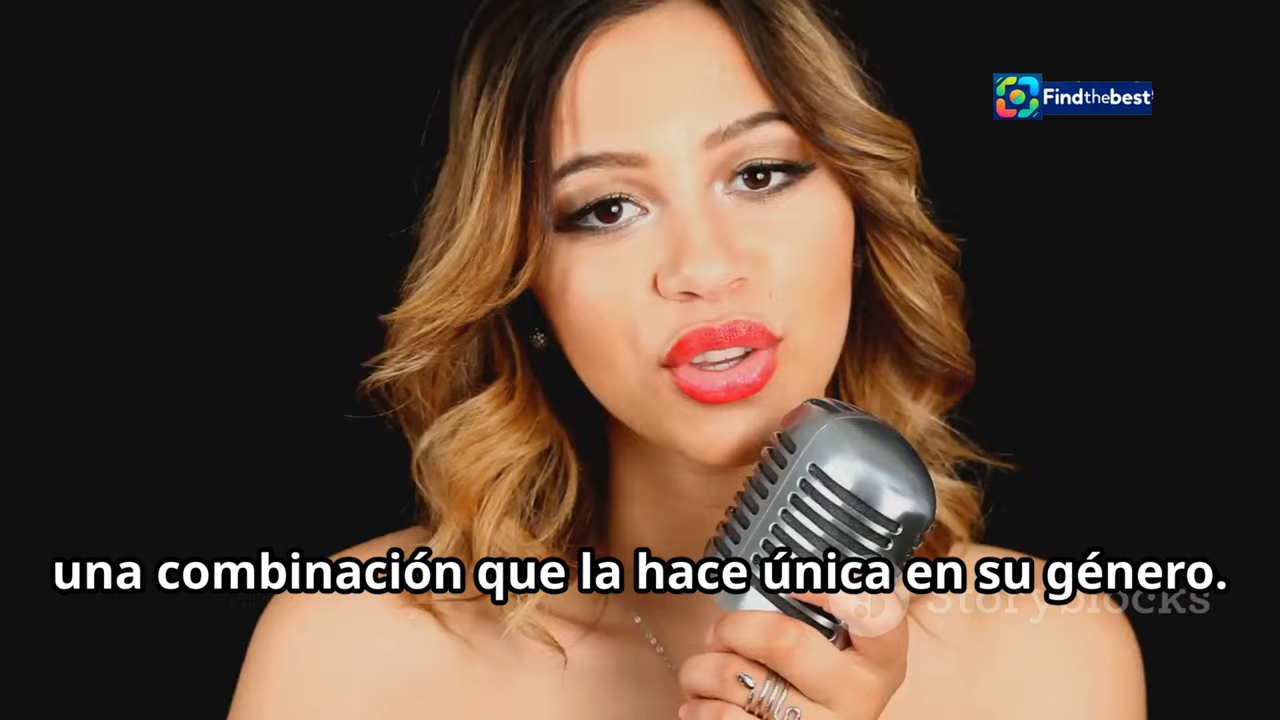 Findthebest
una combinación que la hace única en su género.
Storyblocks